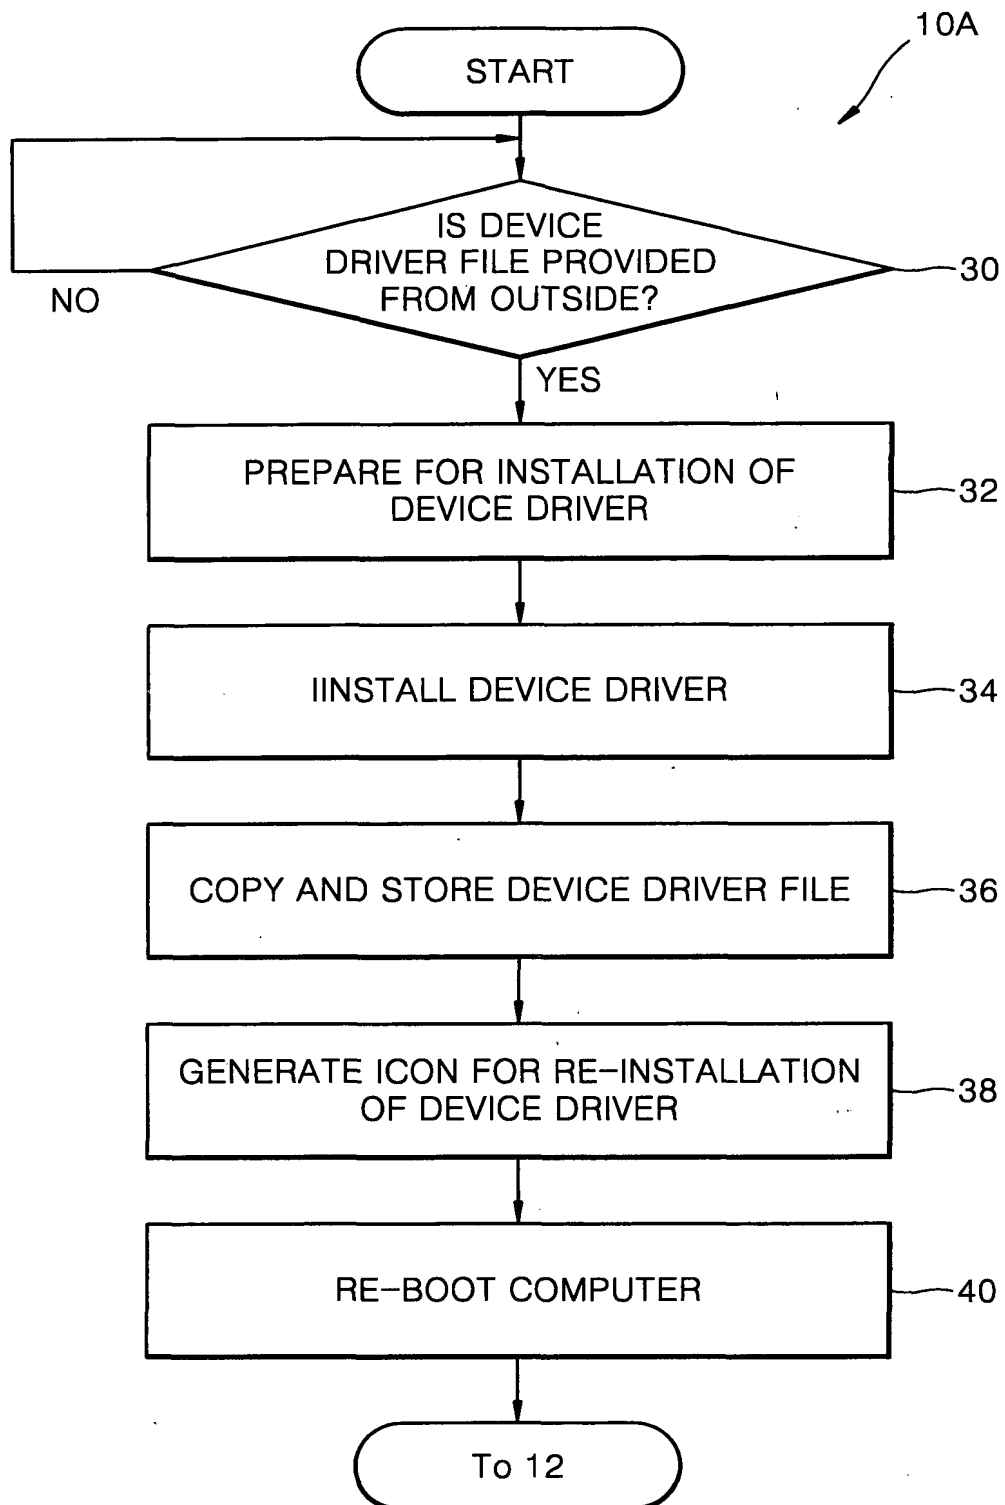 10A
START
IS DEVICE
DRIVER FILE PROVIDED
FROM OUTSIDE?
30
NO
YES
PREPARE FOR INSTALLATION OF
DEVICE DRIVER
32
IINSTALL DEVICE DRIVER
34
COPY AND STORE DEVICE DRIVER FILE
36
GENERATE ICON FOR RE-INSTALLATION
OF DEVICE DRIVER
38
RE-BOOT COMPUTER
40
To 12